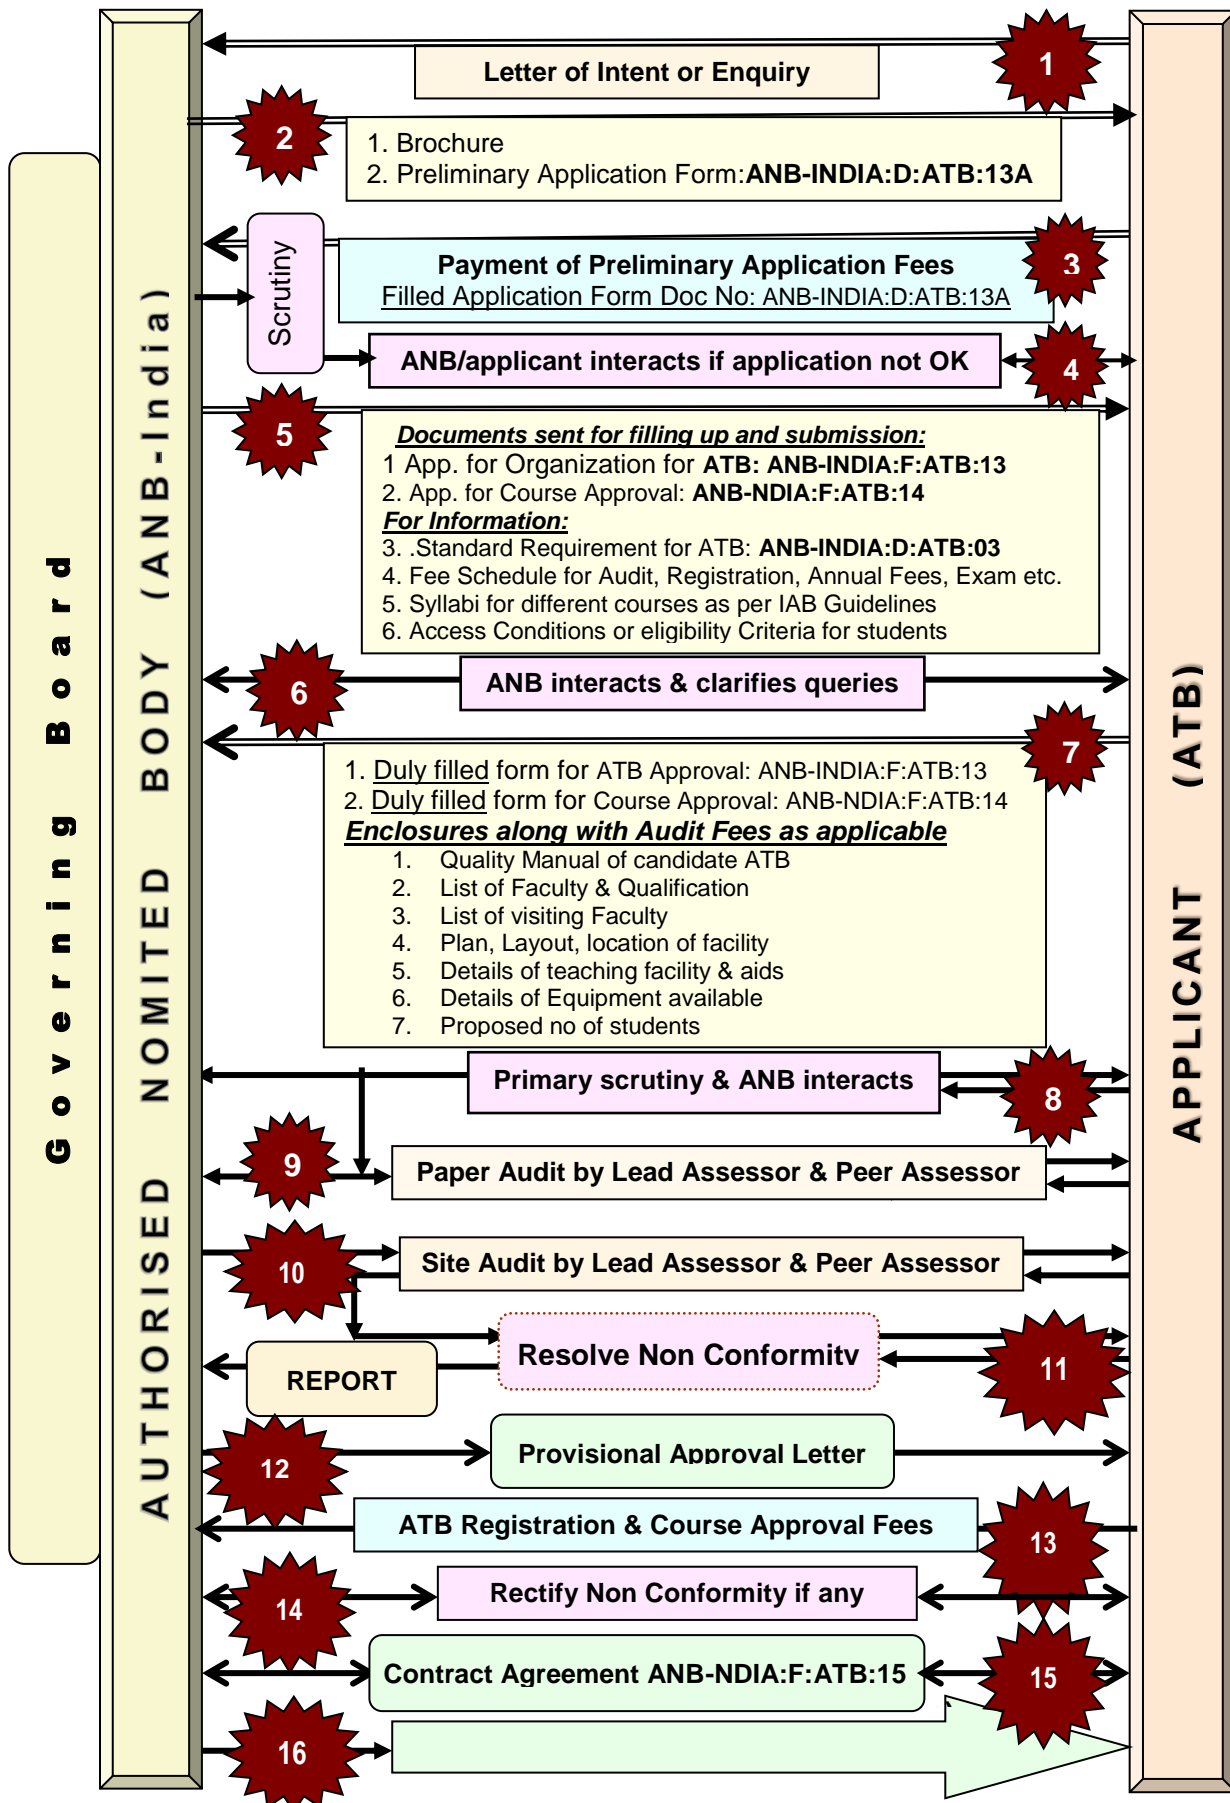 Governing Board
AUTHORISED NOMITED BODY (ANB-India)
APPLICANT (ATB)
1
Letter of Intent or Enquiry
2
1. Brochure
2. Preliminary Application Form:ANB-INDIA:D:ATB:13A
Scrutiny
3
Payment of Preliminary Application Fees
Filled Application Form Doc No: ANB-INDIA:D:ATB:13A
ANB/applicant interacts if application not OK
4
5
Documents sent for filling up and submission:
1 App. for Organization for ATB: ANB-INDIA:F:ATB:13
2. App. for Course Approval: ANB-NDIA:F:ATB:14
For Information:
3. .Standard Requirement for ATB: ANB-INDIA:D:ATB:03
4. Fee Schedule for Audit, Registration, Annual Fees, Exam etc.
5. Syllabi for different courses as per IAB Guidelines
6. Access Conditions or eligibility Criteria for students
6
ANB interacts & clarifies queries
7
1. Duly filled form for ATB Approval: ANB-INDIA:F:ATB:13
2. Duly filled form for Course Approval: ANB-NDIA:F:ATB:14
Enclosures along with Audit Fees as applicable
1. Quality Manual of candidate ATB
2. List of Faculty & Qualification
3. List of visiting Faculty
4. Plan, Layout, location of facility
5. Details of teaching facility & aids
6. Details of Equipment available
7. Proposed no of students
Primary scrutiny & ANB interacts
8
9
Paper Audit by Lead Assessor & Peer Assessor
10
Site Audit by Lead Assessor & Peer Assessor
Resolve Non Conformity
11
REPORT
12
Provisional Approval Letter
ATB Registration & Course Approval Fees
13
14
Rectify Non Conformity if any
Contract Agreement ANB-NDIA:F:ATB:15
15
16